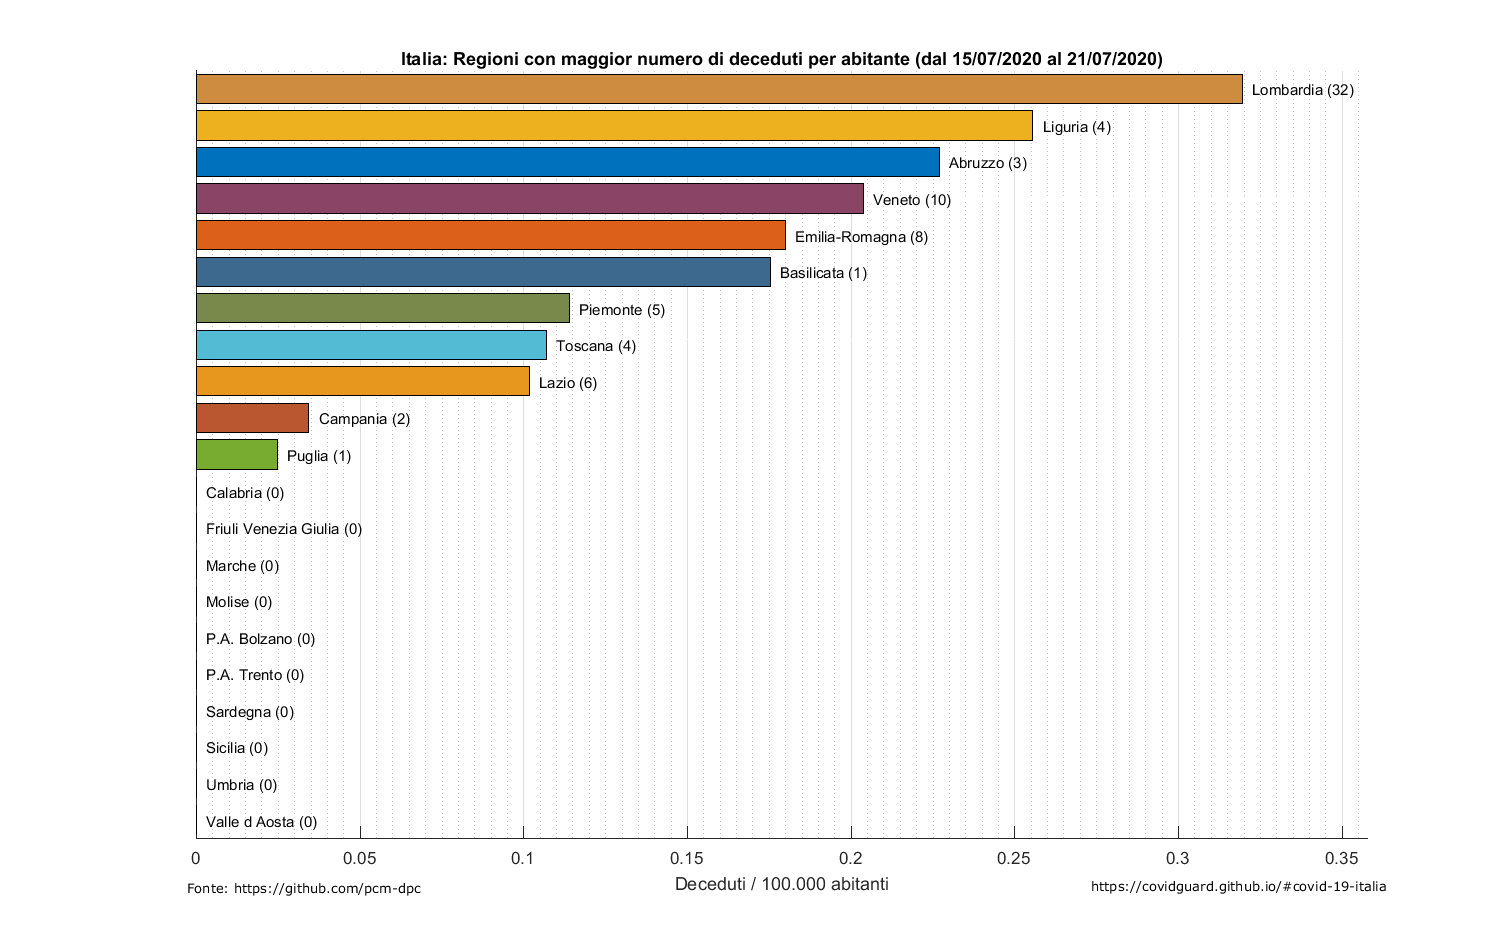 Italia: Regioni con maggior numero di deceduti per abitante (dal 15/07/2020 al 21/07/2020)
Lombardia (32)
Liguria (4)
Abruzzo (3)
Veneto (10)
Emilia-Romagna (8)
Basilicata (1)
Piemonte (5)
Toscana (4)
Lazio (6)
Campania (2)
Puglia (1)
Calabria (0)
Friuli Venezia Giulia (0)
Marche (0)
Molise (0)
P.A. Bolzano (0)
P.A. Trento (0)
Sardegna (0)
Sicilia (0)
Umbria (0)
Valle d Aosta (0)
0 0.05 0.1 0.15 0.2 0.25 0.3 0.35
Deceduti / 100.000 abitanti
Fonte: https://github.com/pcm-dpc
https://covidguard.github.io/#covid-19-italia